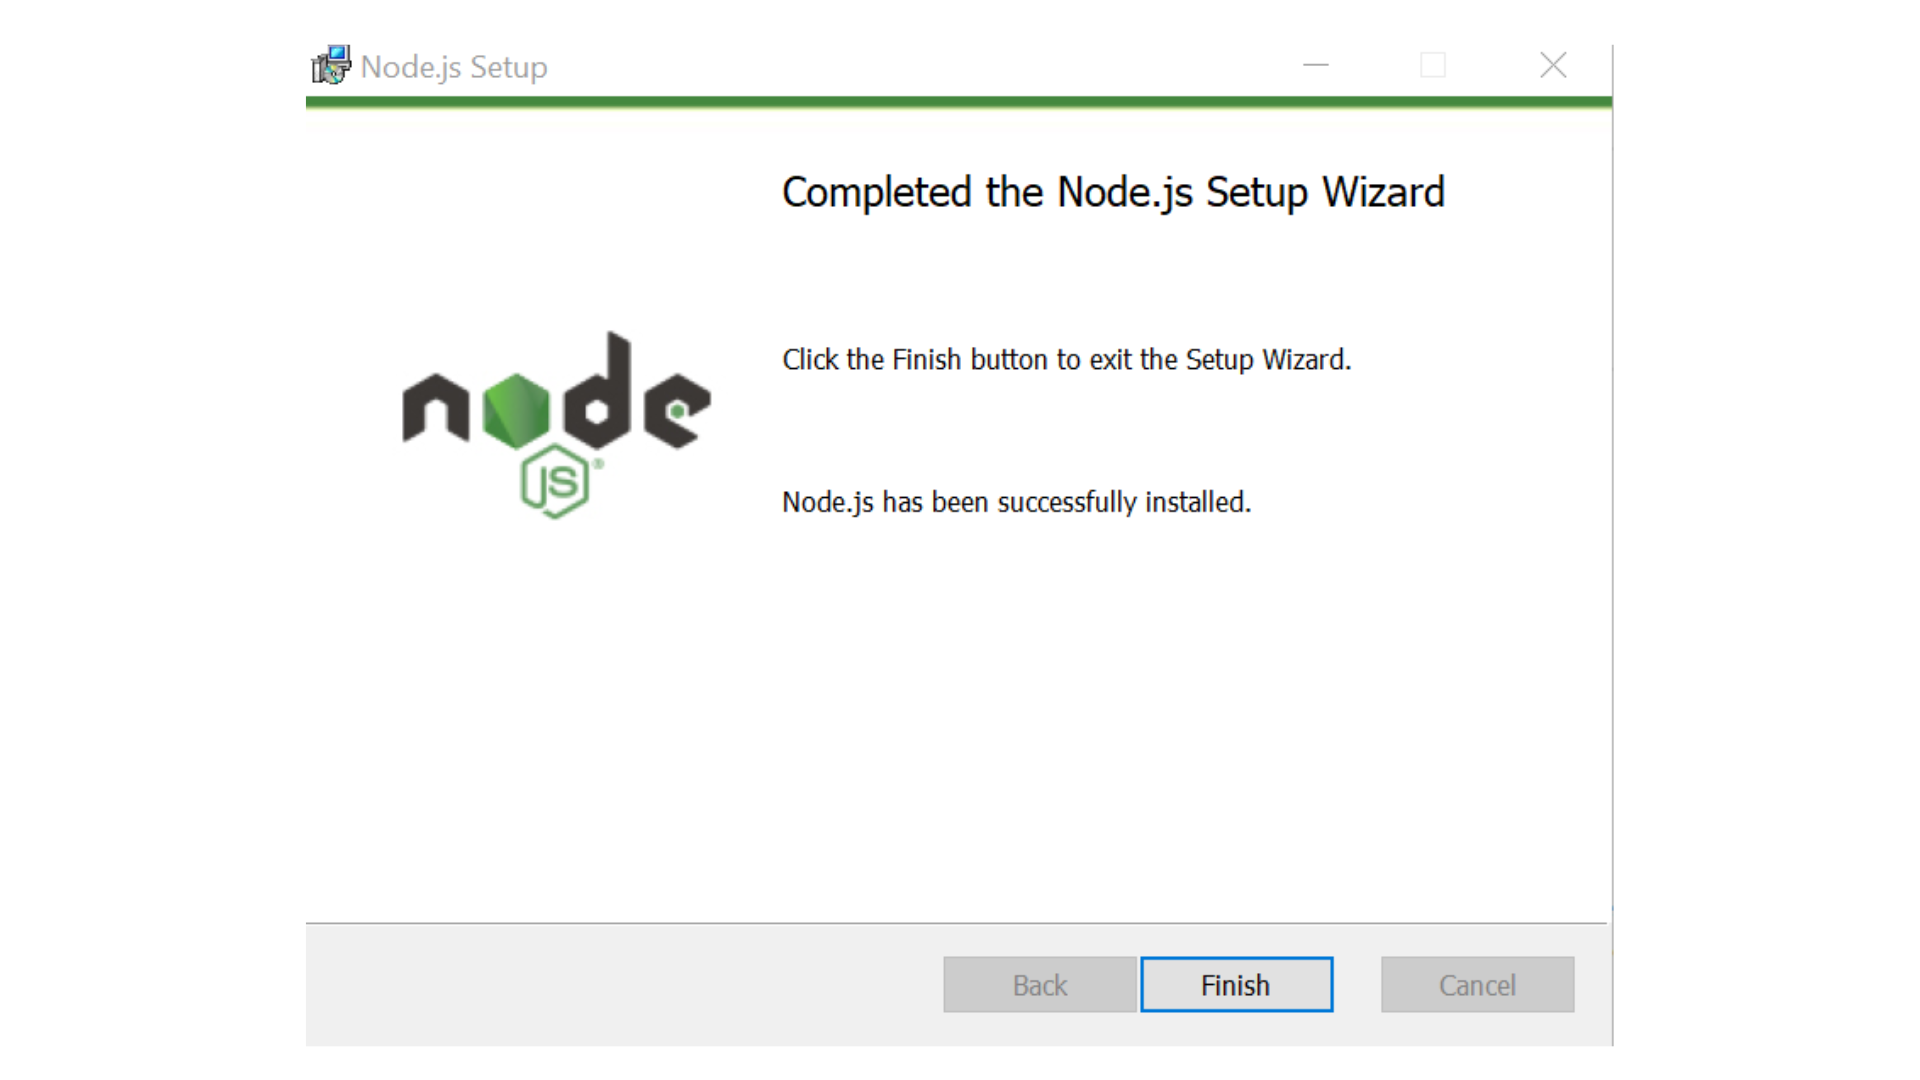 Node.js Setup
Completed the Node.js Setup Wizard
Click the Finish button to exit the Setup Wizard.
node
JS®
Node.js has been successfully installed.
Back
Finish
Cancel